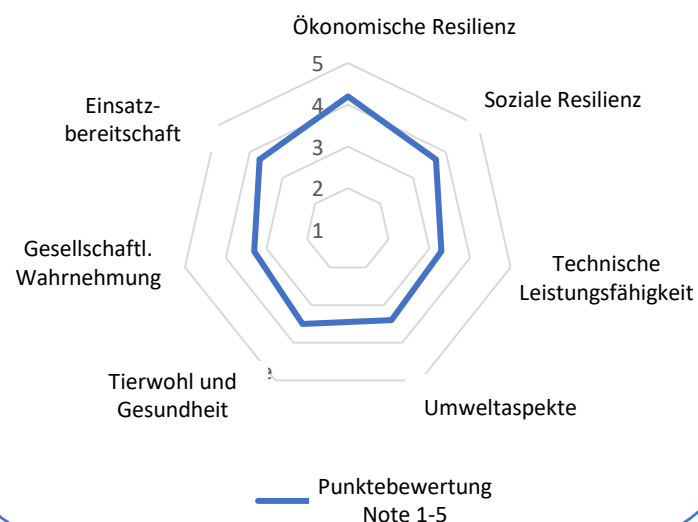 Ökonomische Resilienz
5
Einsatz-
bereitschaft
4
Soziale Resilienz
3
2
1
Gesellschaftl.
Wahrnehmung
Technische
Leistungsfähigkeit
Tierwohl und
Gesundheit
e
Umweltaspekte
Punktebewertung
Note 1-5